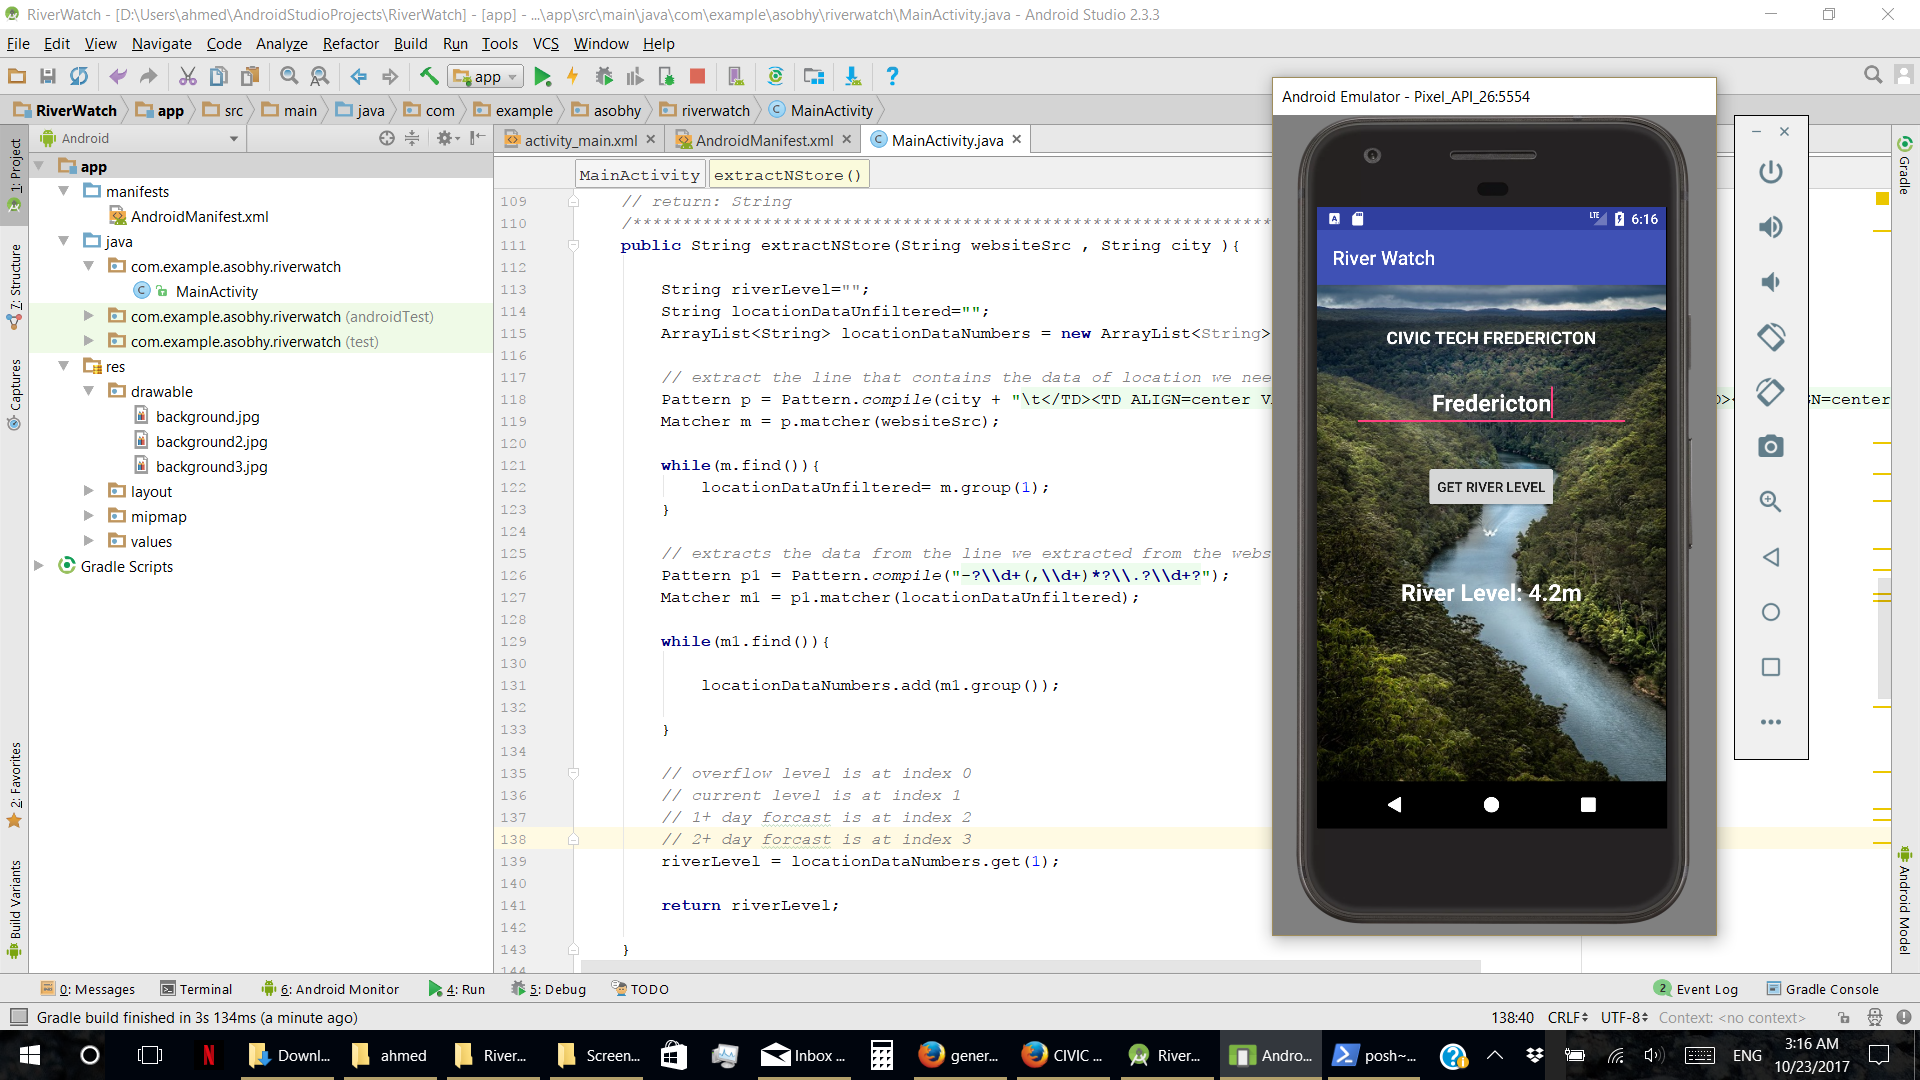 RiverWatch - [D:\Users\ahmed\AndroidStudioProjects\RiverWatch] - [app] - ...\app\src\main\java\com\example\asobhy\riverwatch\MainActivity.java - Android Studio 2.3.3
File Edit View Navigate Code Analyze Refactor Build Run Tools VCS Window Help
app
RiverWatch app src main java com example asobhy riverwatch MainActivity
Android
activity_main.xml AndroidManifest.xml MainActivity.java
MainActivity extractNStore()
1: Project
7: Structure
Captures
2: Favorites
Build Variants
app
manifests
AndroidManifest.xml
java
com.example.asobhy.riverwatch
MainActivity
com.example.asobhy.riverwatch (androidTest)
com.example.asobhy.riverwatch (test)
res
drawable
background.jpg
background2.jpg
background3.jpg
layout
mipmap
values
Gradle Scripts
109 // return: String
110 /****************************************************************
111 public String extractNStore(String websiteSrc , String city ){
112
113 String riverLevel="";
114 String locationDataUnfiltered="";
115 ArrayList<String> locationDataNumbers = new ArrayList<String>
116
117 // extract the line that contains the data of location we nee
118 Pattern p = Pattern.compile(city + "\t</TD><TD ALIGN=center V
119 Matcher m = p.matcher(websiteSrc);
120
121 while(m.find()){
122 locationDataUnfiltered= m.group(1);
123 }
124
125 // extracts the data from the line we extracted from the webs
126 Pattern p1 = Pattern.compile("-?\\d+(,\\d+)*?\\.?\\d+?");
127 Matcher m1 = p1.matcher(locationDataUnfiltered);
128
129 while(m1.find()){
130
131 locationDataNumbers.add(m1.group());
132
133 }
134
135 // overflow level is at index 0
136 // current level is at index 1
137 // 1+ day forcast is at index 2
138 // 2+ day forcast is at index 3
139 riverLevel = locationDataNumbers.get(1);
140
141 return riverLevel;
142
143 }
144
Android Emulator - Pixel_API_26:5554
LTE 6:16
River Watch
CIVIC TECH FREDERICTON
Fredericton
GET RIVER LEVEL
River Level: 4.2m
GN=center
Gradle
Android Model
0: Messages Terminal 6: Android Monitor 4: Run 5: Debug TODO 2 Event Log Gradle Console
Gradle build finished in 3s 134ms (a minute ago) 138:40 CRLF UTF-8 Context: <no context>
Downl... ahmed River... Screen... Inbox ... gener... CIVIC ... River... Andro... posh~... ENG 3:16 AM
10/23/2017